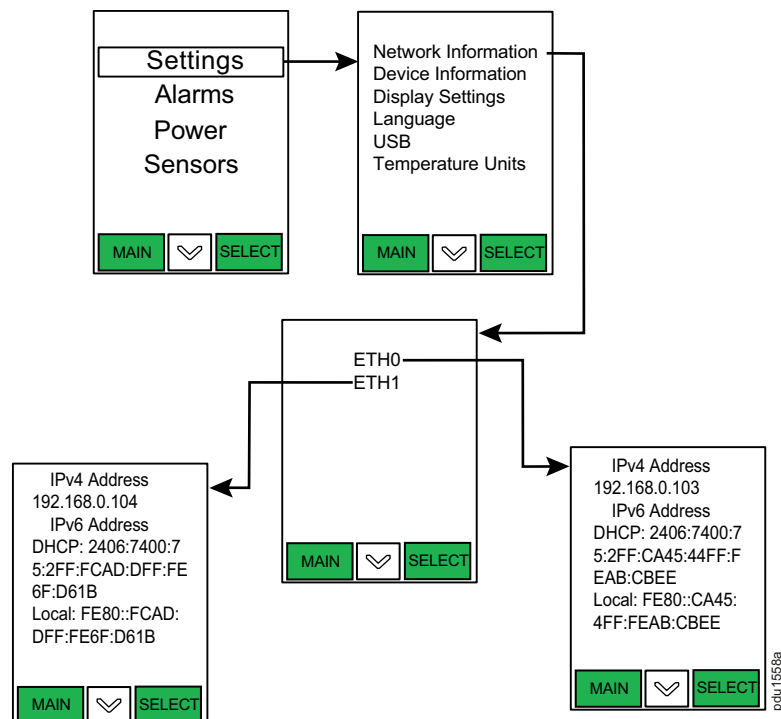 Settings
Alarms
Power
Sensors
MAIN
SELECT
Network Information
Device Information
Display Settings
Language
USB
Temperature Units
MAIN
SELECT
ETH0
ETH1
MAIN
SELECT
IPv4 Address
192.168.0.104
IPv6 Address
DHCP: 2406:7400:7
5:2FF:FCAD:DFF:FE
6F:D61B
Local: FE80::FCAD:
DFF:FE6F:D61B
MAIN
SELECT
IPv4 Address
192.168.0.103
IPv6 Address
DHCP: 2406:7400:7
5:2FF:CA45:44FF:F
EAB:CBEE
Local: FE80::CA45:
4FF:FEAB:CBEE
MAIN
SELECT
pdu1558a